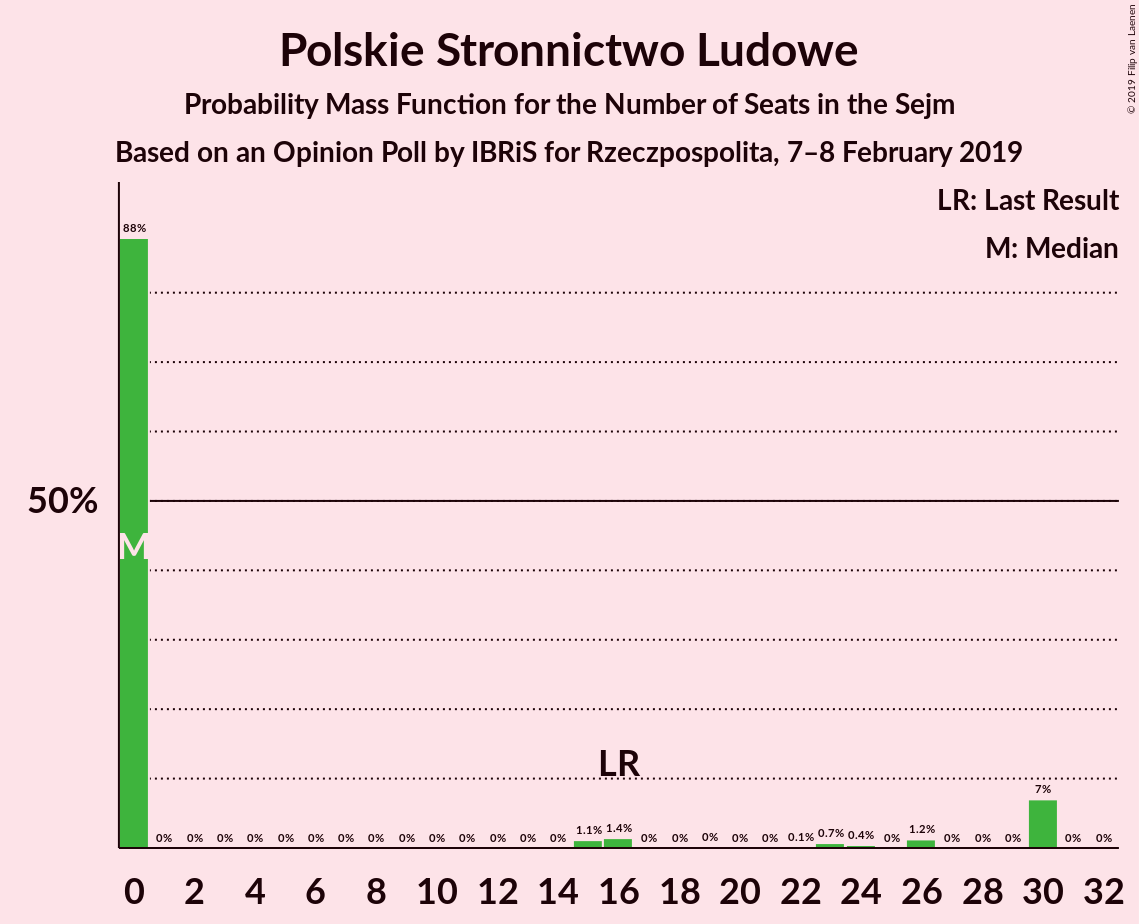 Polskie Stronnictwo Ludowe
Probability Mass Function for the Number of Seats in the Sejm
Based on an Opinion Poll by IBRiS for Rzeczpospolita, 7–8 February 2019
© 2019 Filip van Laenen
LR: Last Result
M: Median
88%
50%
M
LR
7%
0% 0% 0% 0% 0% 0% 0% 0% 0% 0% 0% 0% 0% 0% 1.1% 1.4% 0% 0% 0% 0% 0% 0.1% 0.7% 0.4% 0% 1.2% 0% 0% 0% 0% 0%
0 2 4 6 8 10 12 14 16 18 20 22 24 26 28 30 32